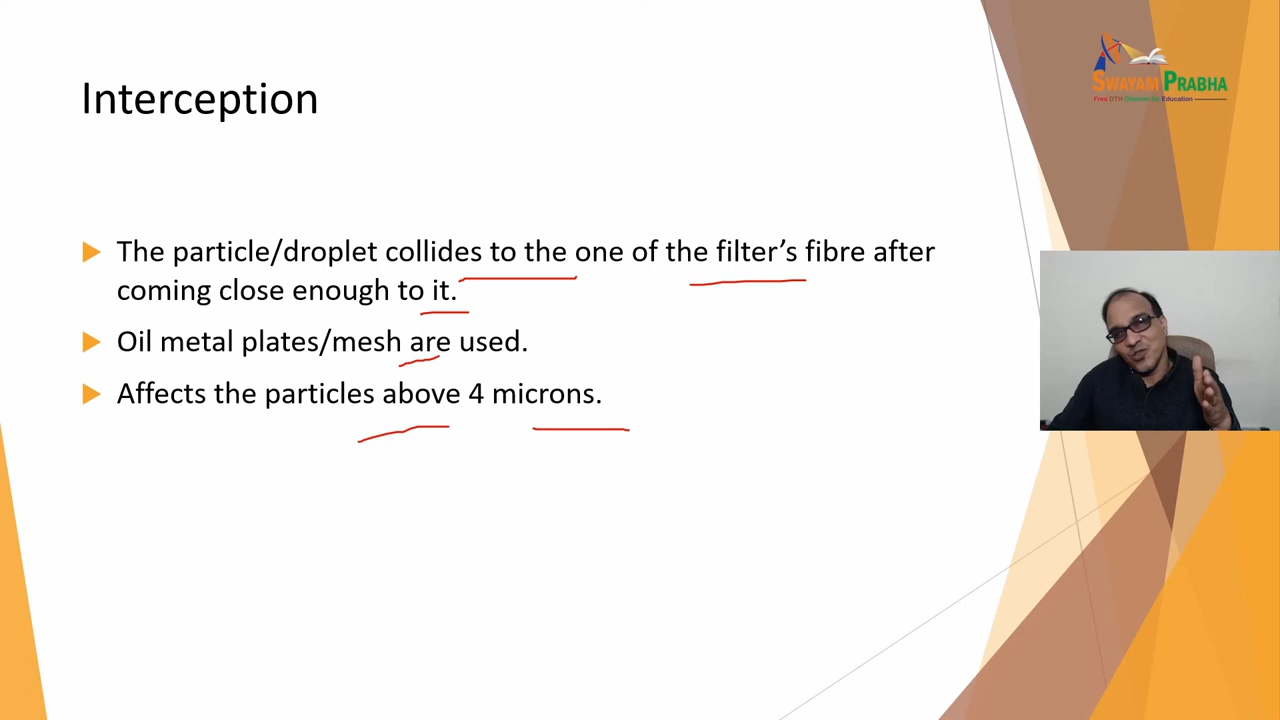 SWAYAM PRABHA
Free DTH Channel for Education
Interception
The particle/droplet collides to the one of the filter’s fibre after
coming close enough to it.
Oil metal plates/mesh are used.
Affects the particles above 4 microns.